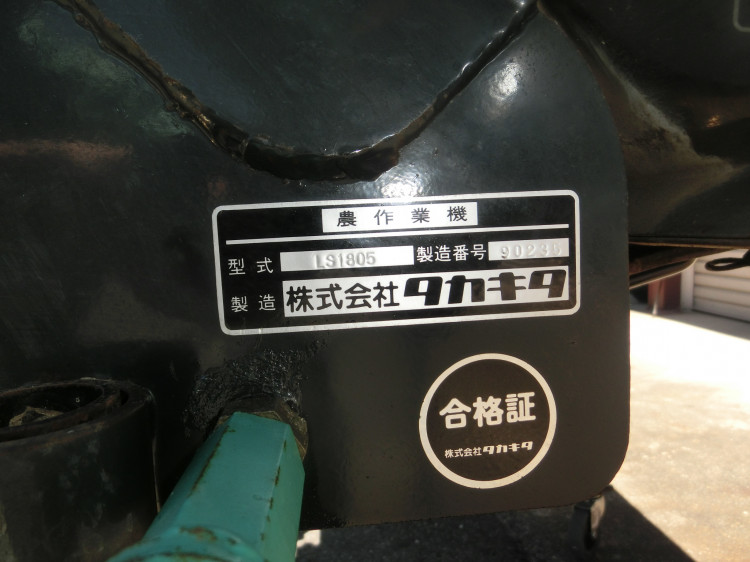 農作業機
型式 LS1805 製造番号
製造 株式会社タカキタ
合格証
株式会社タカキタ